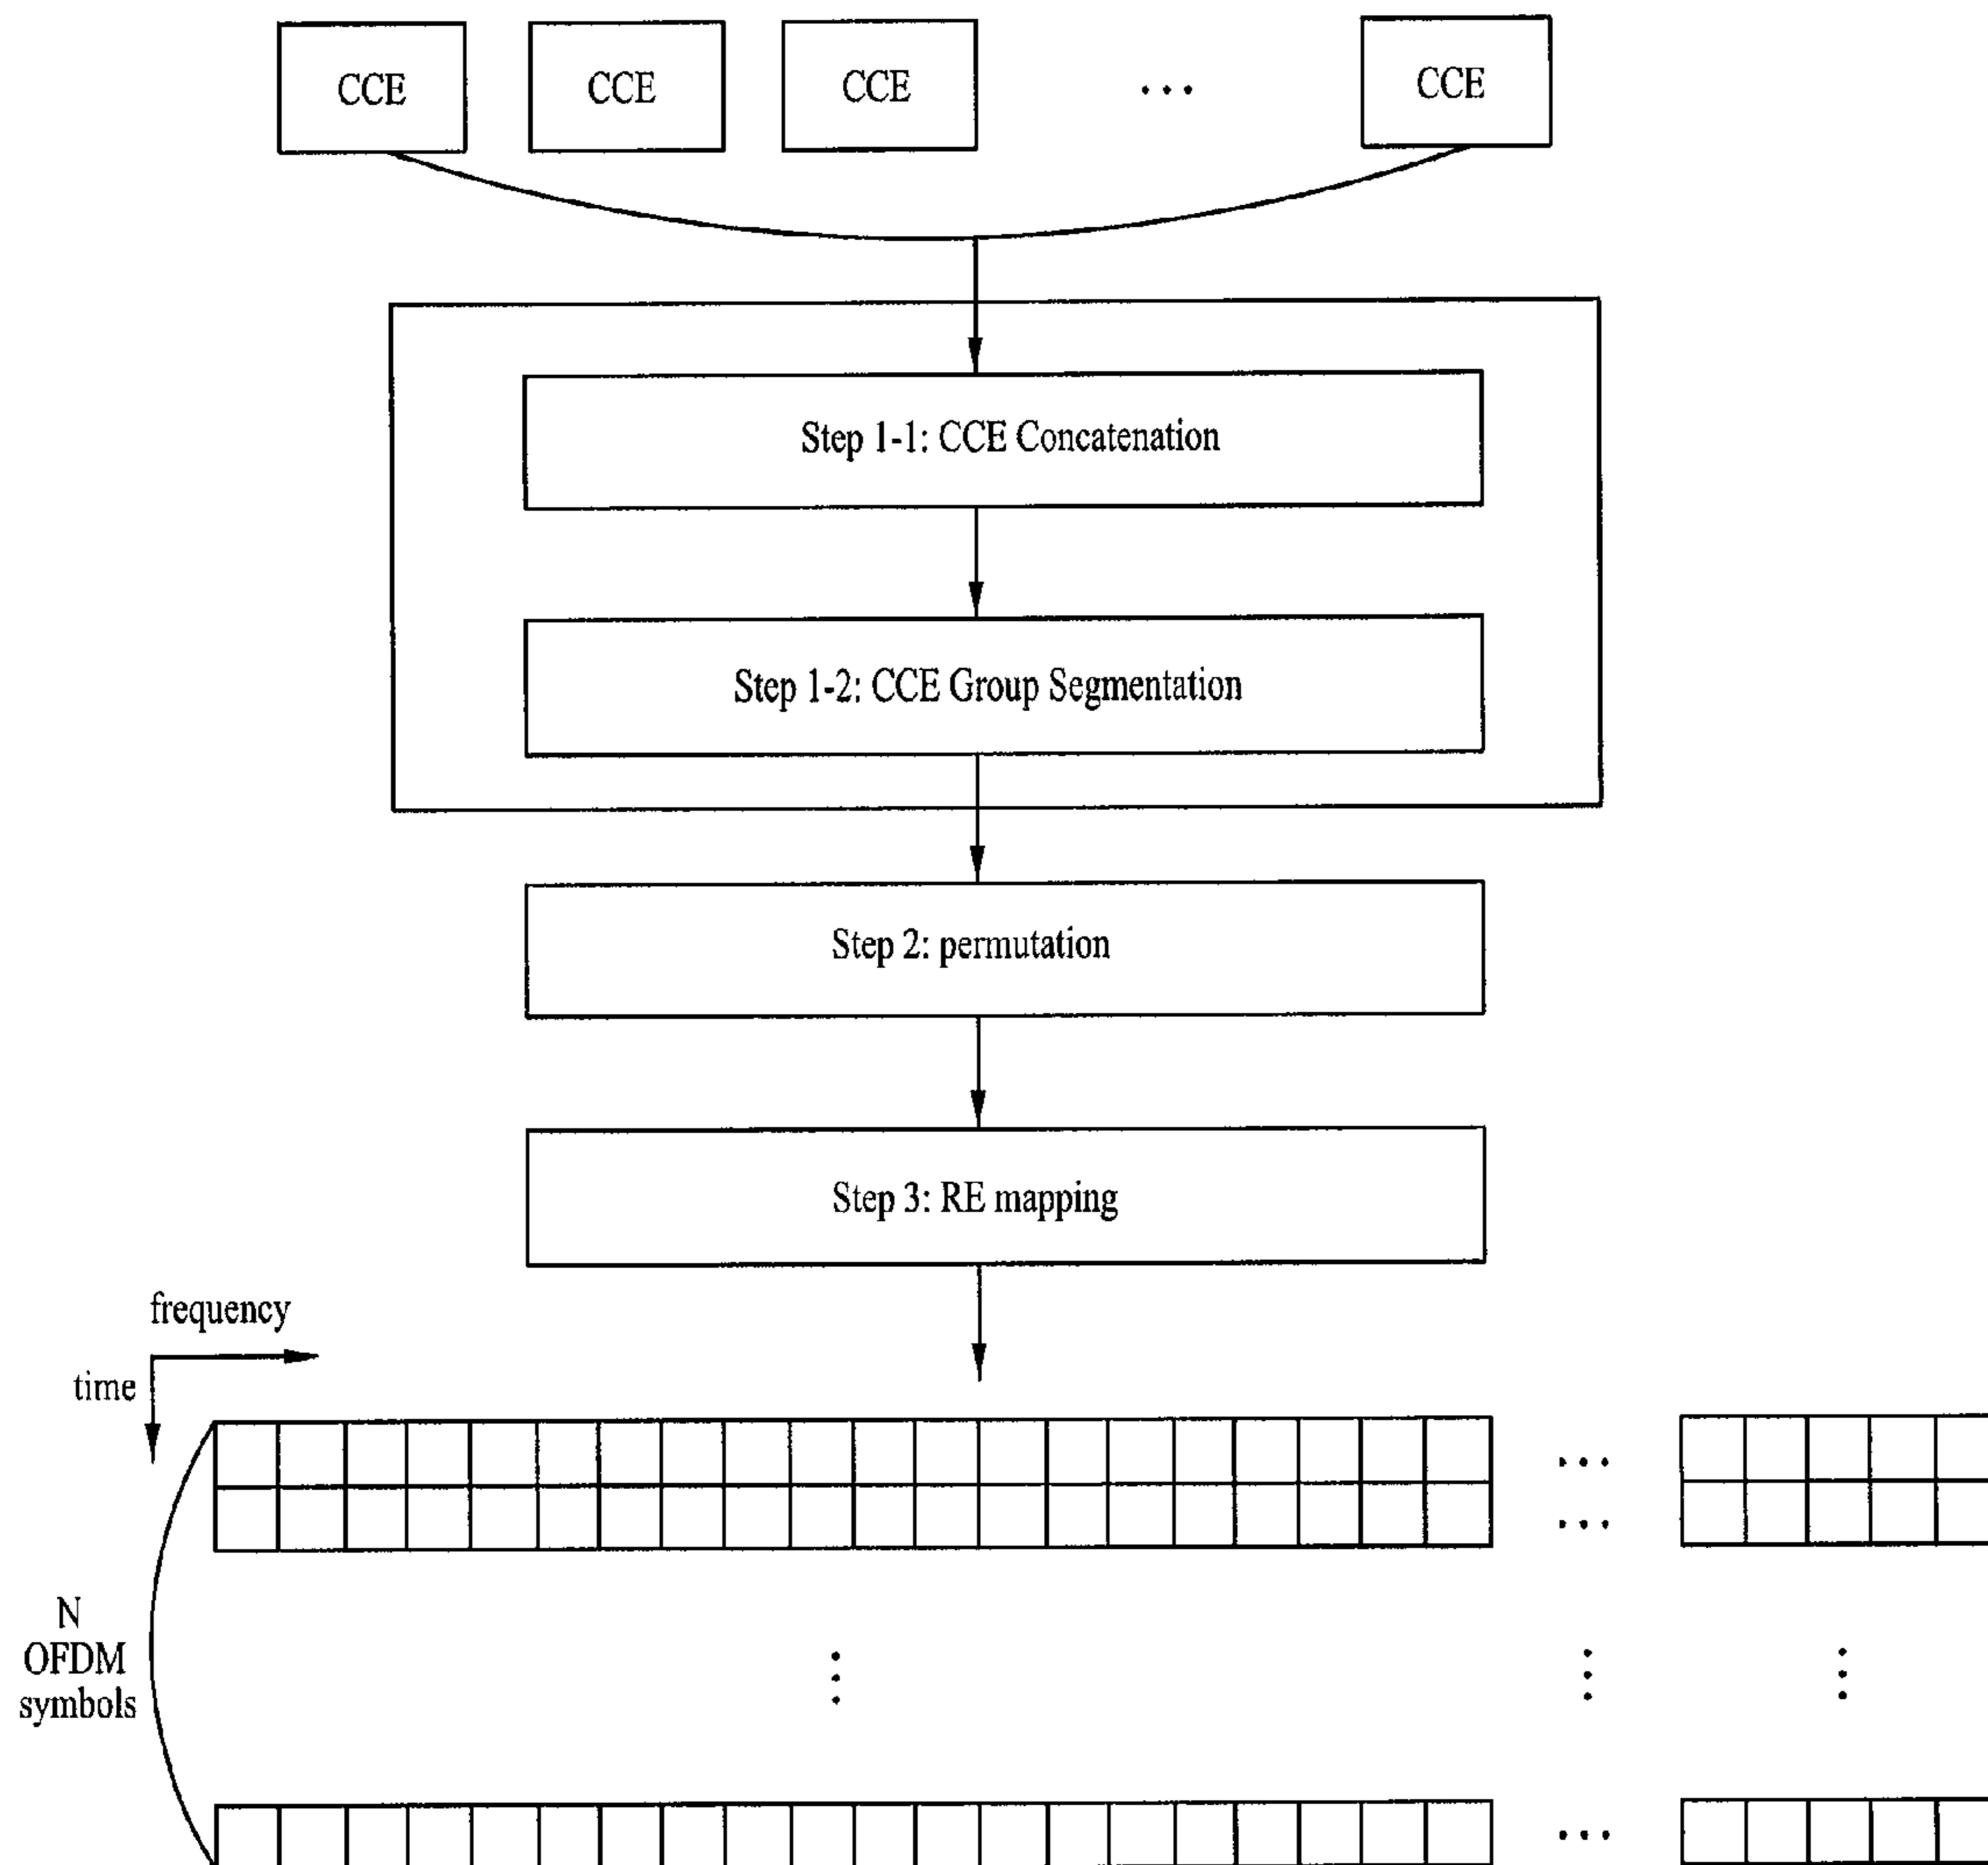 CCE CCE CCE ... CCE
Step 1-1: CCE Concatenation
Step 1-2: CCE Group Segmentation
Step 2: permutation
Step 3: RE mapping
frequency
time
N
OFDM
symbols